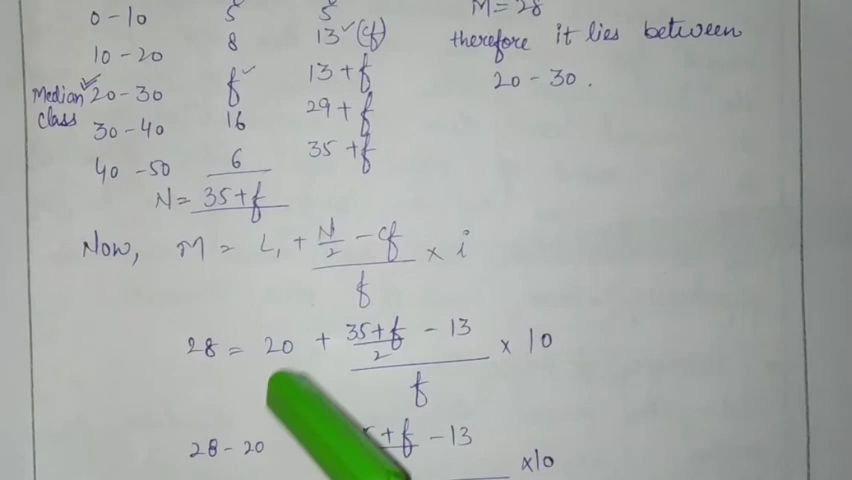 0-10 5 5 M = 28
10-20 8 13 (cf) therefore it lies between
Median 20-30 f 13+f 20-30.
class 30-40 16 29+f
40-50 6 35+f
N= 35+f
Now, M = L₁ + N/2 - cf / f × i
28 = 20 + 35+f/2 - 13 / f × 10
28-20 5+f -13 ×10